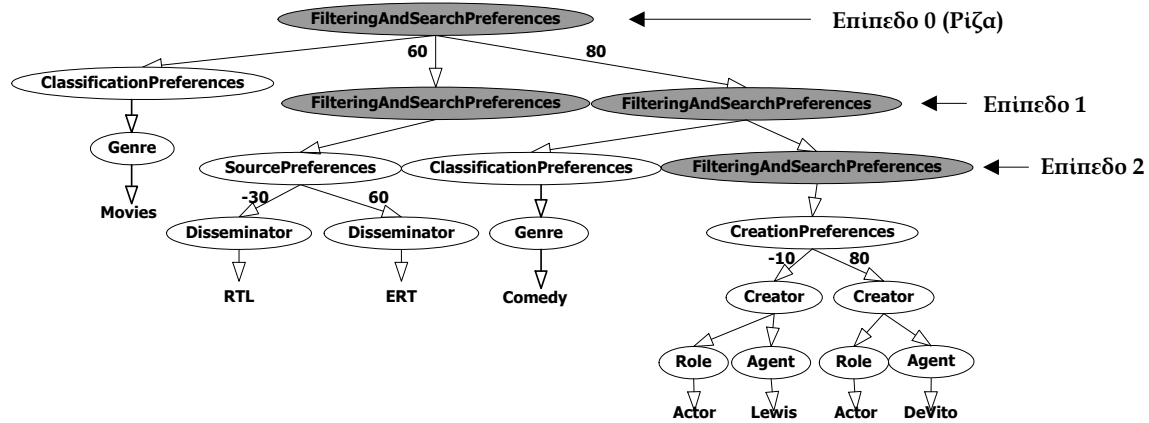 FilteringAndSearchPreferences
Επίπεδο 0 (Ρίζα)
60
80
ClassificationPreferences
FilteringAndSearchPreferences
FilteringAndSearchPreferences
Επίπεδο 1
Genre
SourcePreferences
ClassificationPreferences
FilteringAndSearchPreferences
Επίπεδο 2
Movies
-30
60
Disseminator
Disseminator
Genre
CreationPreferences
-10
80
RTL
ERT
Comedy
Creator
Creator
Role
Agent
Role
Agent
Actor
Lewis
Actor
DeVito